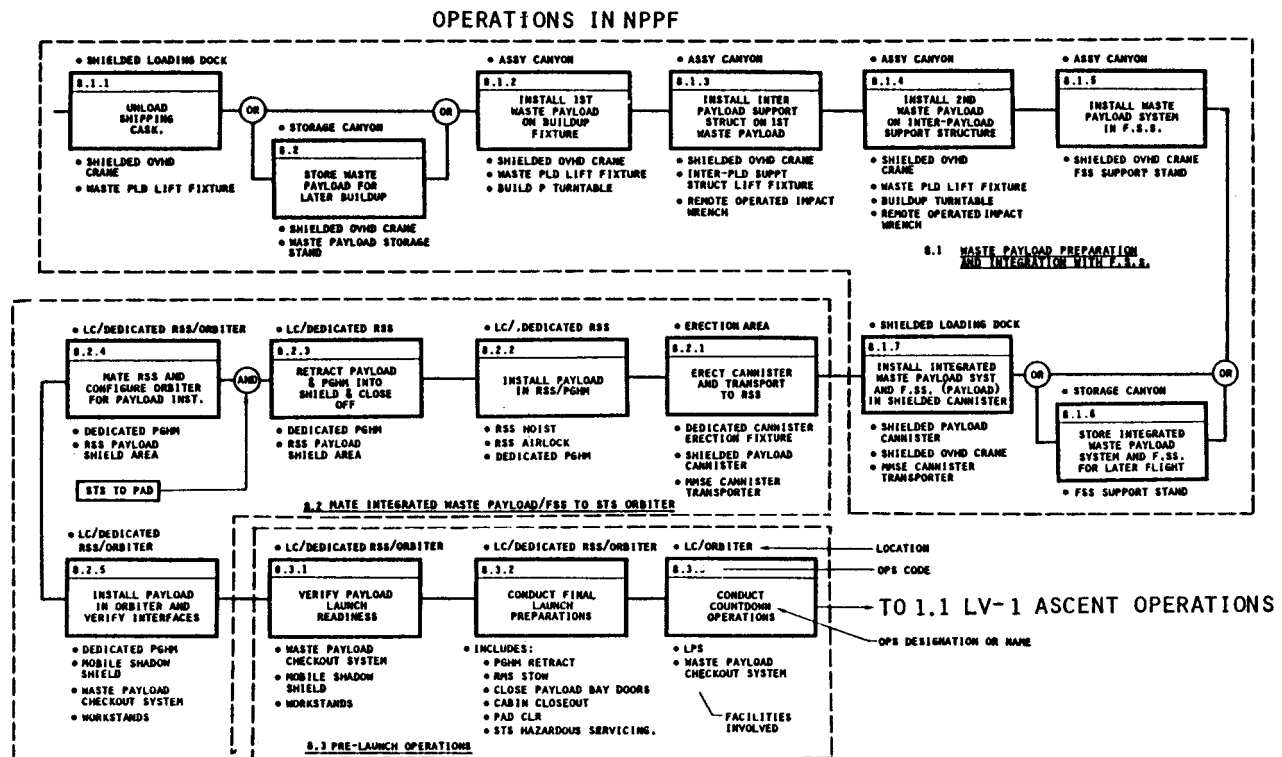 OPERATIONS IN NPPF
• SHIELDED LOADING DOCK
8.1.1
UNLOAD
SHIPPING
CASK.
• SHIELDED OVHD
CRANE
• WASTE PLD LIFT FIXTURE
OR
• STORAGE CANYON
8.2
STORE WASTE
PAYLOAD FOR
LATER BUILDUP
• SHIELDED OVHD CRANE
• WASTE PAYLOAD STORAGE
STAND
OR
• ASSY CANYON
8.1.2
INSTALL 1ST
WASTE PAYLOAD
ON BUILDUP
FIXTURE
• SHIELDED OVHD CRANE
• WASTE PLD LIFT FIXTURE
• BUILD P TURNTABLE
• ASSY CANYON
8.1.3
INSTALL INTER
PAYLOAD SUPPORT
STRUCT ON 1ST
WASTE PAYLOAD
• SHIELDED OVHD CRANE
• INTER-PLD SUPPT
STRUCT LIFT FIXTURE
• REMOTE OPERATED IMPACT
WRENCH
• ASSY CANYON
8.1.4
INSTALL 2ND
WASTE PAYLOAD
ON INTER-PAYLOAD
SUPPORT STRUCTURE
• SHIELDED OVHD
CRANE
• WASTE PLD LIFT FIXTURE
• BUILDUP TURNTABLE
• REMOTE OPERATED IMPACT
WRENCH
• ASSY CANYON
8.1.5
INSTALL WASTE
PAYLOAD SYSTEM
IN F.S.S.
• SHIELDED OVHD CRANE
FSS SUPPORT STAND
8.1 WASTE PAYLOAD PREPARATION
AND INTEGRATION WITH F.S.S.
OR
• STORAGE CANYON
8.1.6
STORE INTEGRATED
WASTE PAYLOAD
SYSTEM AND F.SS.
FOR LATER FLIGHT
• FSS SUPPORT STAND
OR
• SHIELDED LOADING DOCK
8.1.7
INSTALL INTEGRATED
WASTE PAYLOAD SYST
AND F.SS. (PAYLOAD)
IN SHIELDED CANNISTER
• SHIELDED PAYLOAD
CANNISTER
• SHIELDED OVHD CRANE
• MMSE CANNISTER
TRANSPORTER
• ERECTION AREA
8.2.1
ERECT CANNISTER
AND TRANSPORT
TO RSS
• DEDICATED CANNISTER
ERECTION FIXTURE
• SHIELDED PAYLOAD
CANNISTER
• MMSE CANNISTER
TRANSPORTER
• LC/.DEDICATED RSS
8.2.2
INSTALL PAYLOAD
IN RSS/PGHM
• RSS HOIST
• RSS AIRLOCK
• DEDICATED PGHM
• LC/DEDICATED RSS
8.2.3
RETRACT PAYLOAD
& PGHM INTO
SHIELD & CLOSE
OFF
• DEDICATED PGHM
• RSS PAYLOAD
SHIELD AREA
AND
• LC/DEDICATED RSS/ORBITER
8.2.4
MATE RSS AND
CONFIGURE ORBITER
FOR PAYLOAD INST.
• DEDICATED PGHM
• RSS PAYLOAD
SHIELD AREA
STS TO PAD
8.2 MATE INTEGRATED WASTE PAYLOAD/FSS TO STS ORBITER
• LC/DEDICATED
RSS/ORBITER
8.2.5
INSTALL PAYLOAD
IN ORBITER AND
VERIFY INTERFACES
• DEDICATED PGHM
• MOBILE SHADOW
SHIELD
• WASTE PAYLOAD
CHECKOUT SYSTEM
• WORKSTANDS
• LC/DEDICATED RSS/ORBITER
8.3.1
VERIFY PAYLOAD
LAUNCH
READINESS
• WASTE PAYLOAD
CHECKOUT SYSTEM
• MOBILE SHADOW
SHIELD
• WORKSTANDS
• LC/DEDICATED RSS/ORBITER
8.3.2
CONDUCT FINAL
LAUNCH
PREPARATIONS
• INCLUDES:
• PGHM RETRACT
• RMS STOW
• CLOSE PAYLOAD BAY DOORS
• CABIN CLOSEOUT
• PAD CLR
• STS HAZARDOUS SERVICING.
• LC/ORBITER
8.3.
CONDUCT
COUNTDOWN
OPERATIONS
• LPS
• WASTE PAYLOAD
CHECKOUT SYSTEM
LOCATION
OPS CODE
TO 1.1 LV-1 ASCENT OPERATIONS
OPS DESIGNATION OR NAME
FACILITIES
INVOLVED
8.3 PRE-LAUNCH OPERATIONS